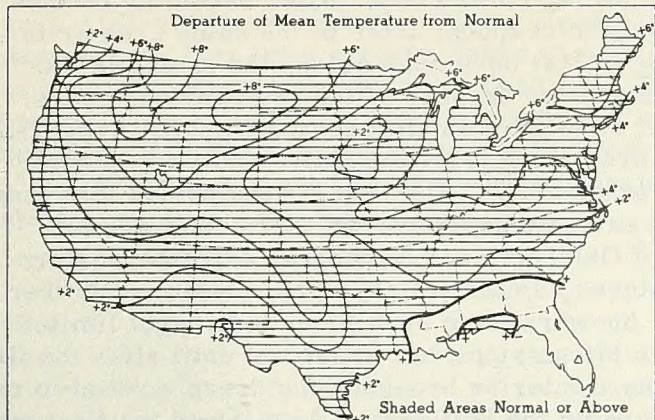 Departure of Mean Temperature from Normal
+2° +4° +6° +8° +8° +6° +6°
+6° +6° +6°
+8° +4°
+2° +4°
+4°
+2°
+2° +2°
+2°
+2°
+2°
Shaded Areas Normal or Above